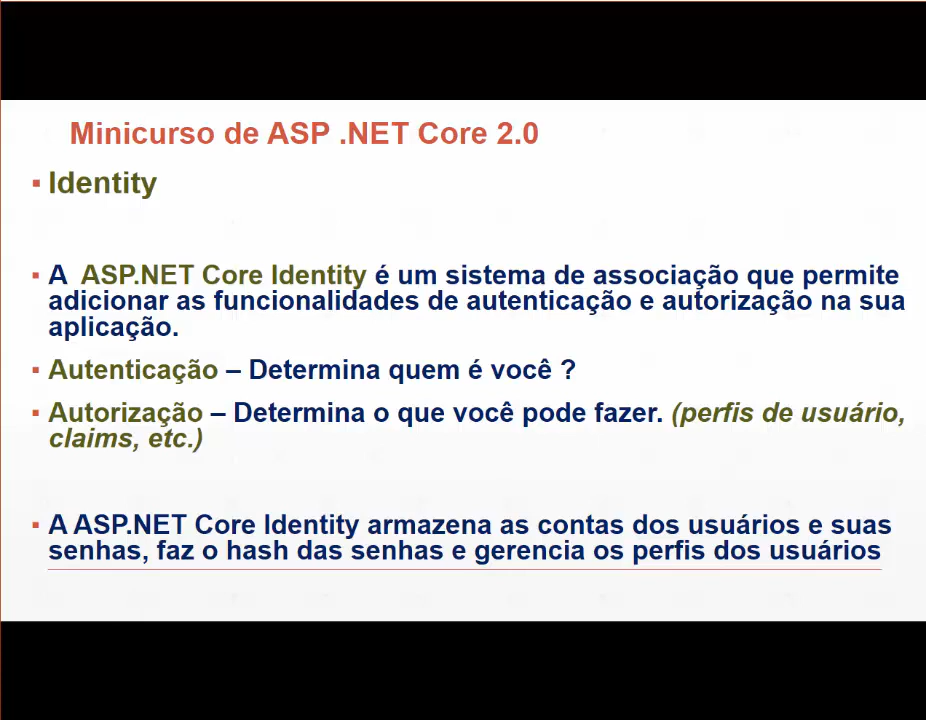 Minicurso de ASP .NET Core 2.0
▪ Identity
▪ A ASP.NET Core Identity é um sistema de associação que permite
adicionar as funcionalidades de autenticação e autorização na sua
aplicação.
▪ Autenticação – Determina quem é você ?
▪ Autorização – Determina o que você pode fazer. (perfis de usuário,
claims, etc.)
▪ A ASP.NET Core Identity armazena as contas dos usuários e suas
senhas, faz o hash das senhas e gerencia os perfis dos usuários